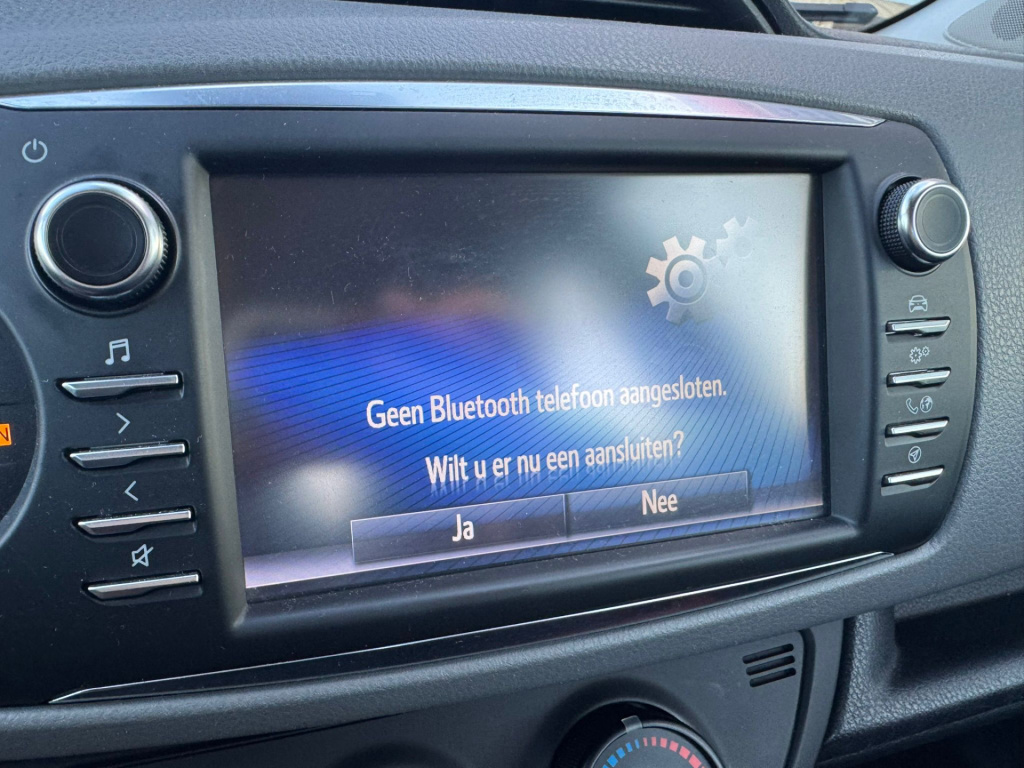 Geen Bluetooth telefoon aangesloten.
Wilt u er nu een aansluiten?
Ja
Nee